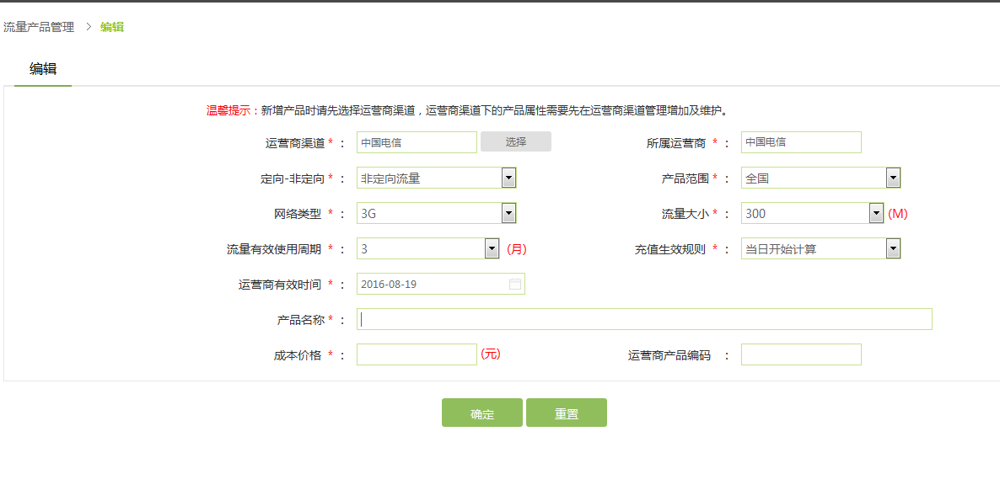 流量产品管理 > 编辑
编辑
温馨提示：新增产品时请先选择运营商渠道，运营商渠道下的产品属性需要先在运营商渠道管理增加及维护。
运营商渠道 * ： 中国电信 选择 所属运营商 * ： 中国电信
定向-非定向 * ： 非定向流量 产品范围 * ： 全国
网络类型 * ： 3G 流量大小 * ： 300 (M)
流量有效使用周期 * ： 3 (月) 充值生效规则 * ： 当日开始计算
运营商有效时间 * ： 2016-08-19
产品名称 * ：
成本价格 * ： (元) 运营商产品编码 ：
确定 重置